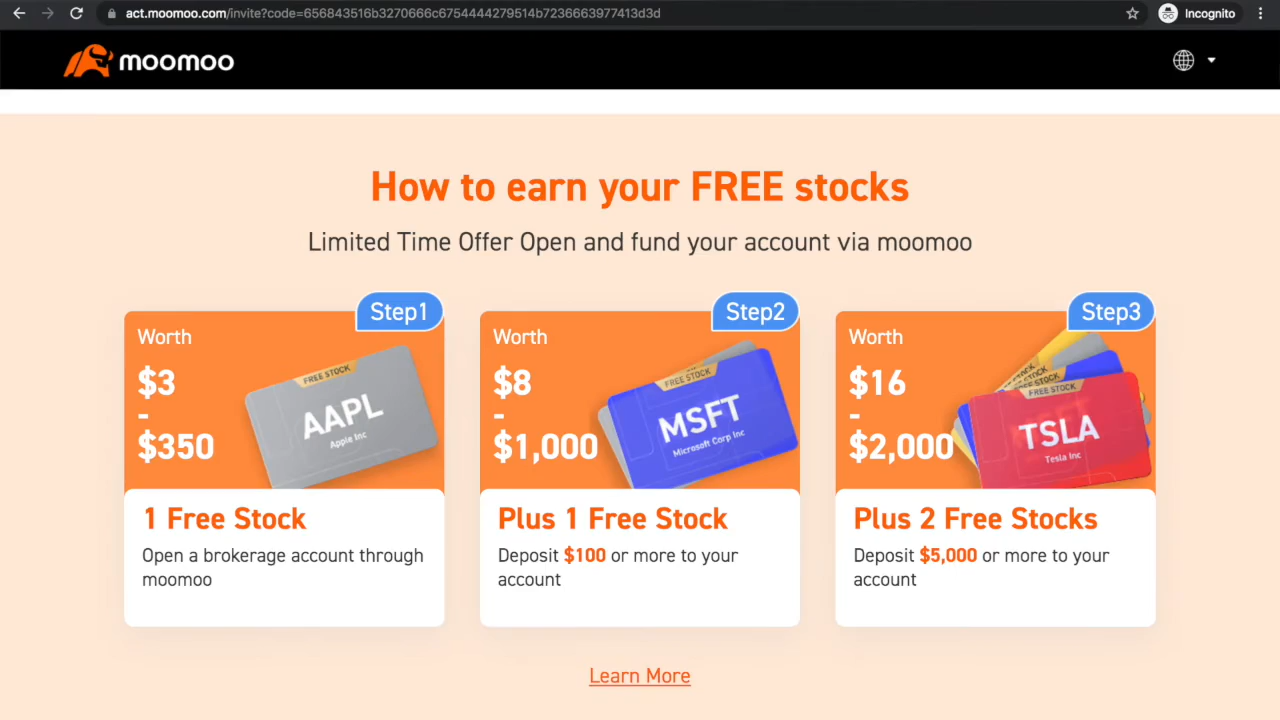 act.moomoo.com/invite?code=656843516b3270666c6754444279514b7236663977413d3d
Incognito
moomoo
How to earn your FREE stocks
Limited Time Offer Open and fund your account via moomoo
Step1
Worth
$3
-
$350
FREE STOCK
AAPL
Apple Inc
1 Free Stock
Open a brokerage account through
moomoo
Step2
Worth
$8
-
$1,000
FREE STOCK
MSFT
Microsoft Corp Inc
Plus 1 Free Stock
Deposit $100 or more to your
account
Step3
Worth
$16
-
$2,000
FREE STOCK
TSLA
Tesla Inc
Plus 2 Free Stocks
Deposit $5,000 or more to your
account
Learn More